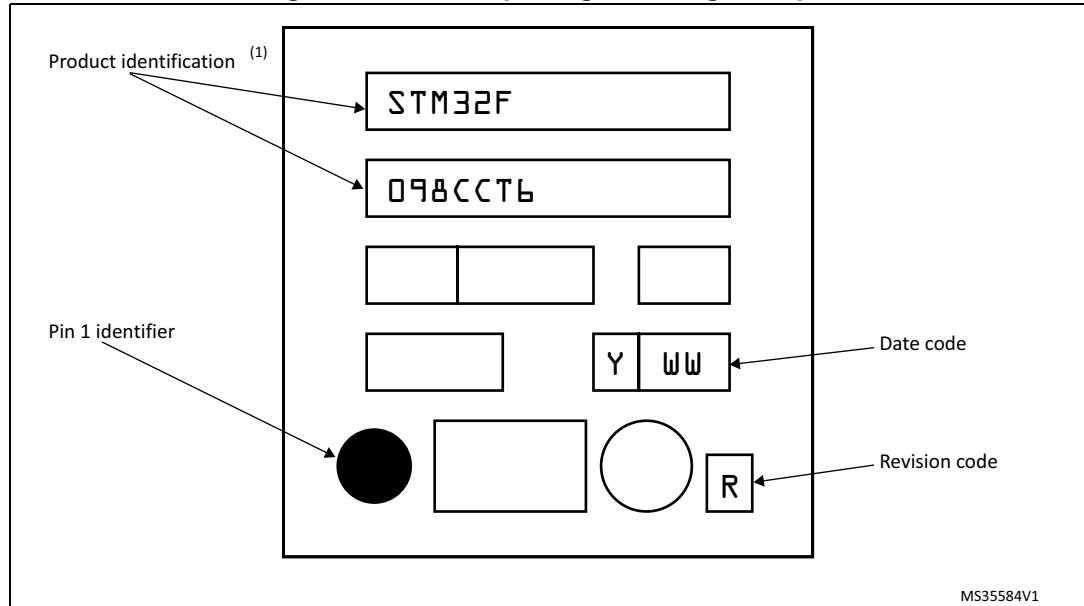 Product identification (1)
STM32F
098CCT6
Pin 1 identifier
Y WW
Date code
Revision code
R
MS35584V1